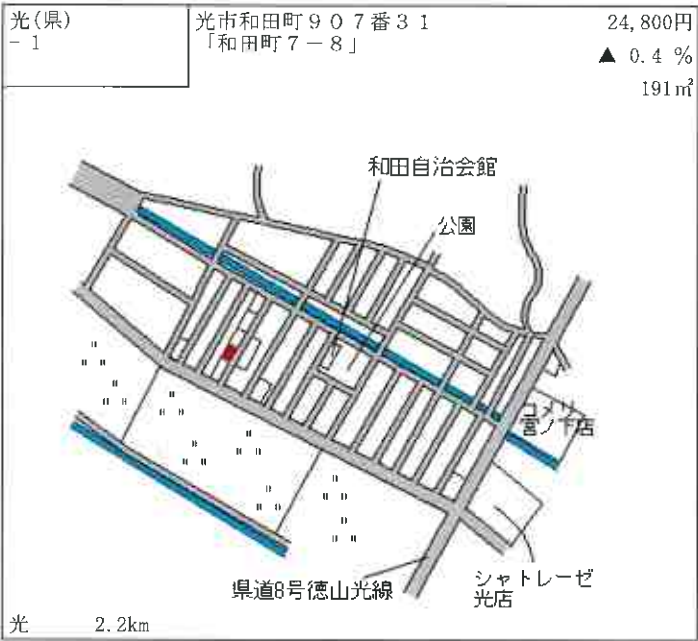 光(県)
- 1
光市和田町９０７番３１
「和田町７－８」
24,800円
▲ 0.4 %
191㎡
和田自治会館
公園
コメリ
宮ノ下店
県道8号徳山光線
シャトレーゼ
光店
光 2.2km